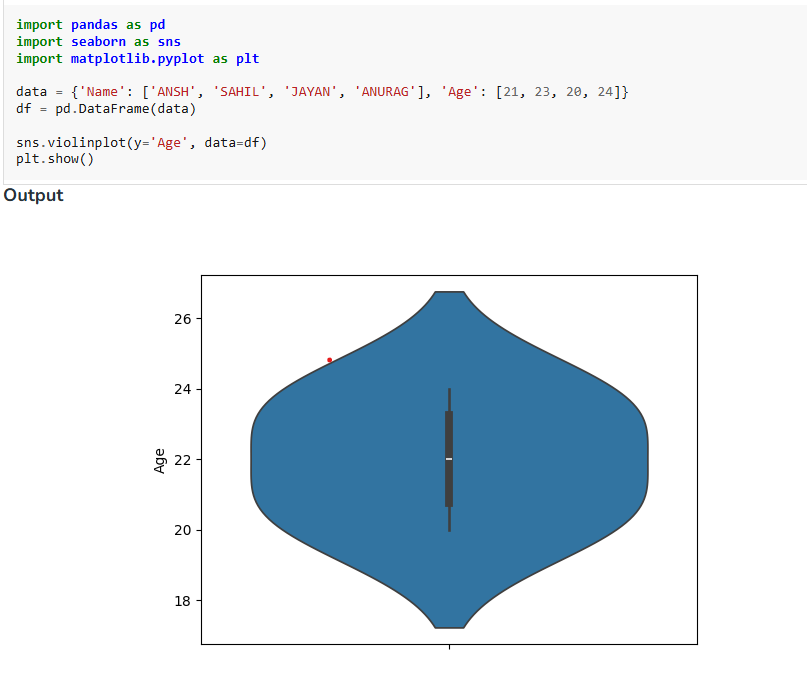 import pandas as pd
import seaborn as sns
import matplotlib.pyplot as plt
data = {'Name': ['ANSH', 'SAHIL', 'JAYAN', 'ANURAG'], 'Age': [21, 23, 20, 24]}
df = pd.DataFrame(data)
sns.violinplot(y='Age', data=df)
plt.show()
Output
26
24
22
20
18
Age